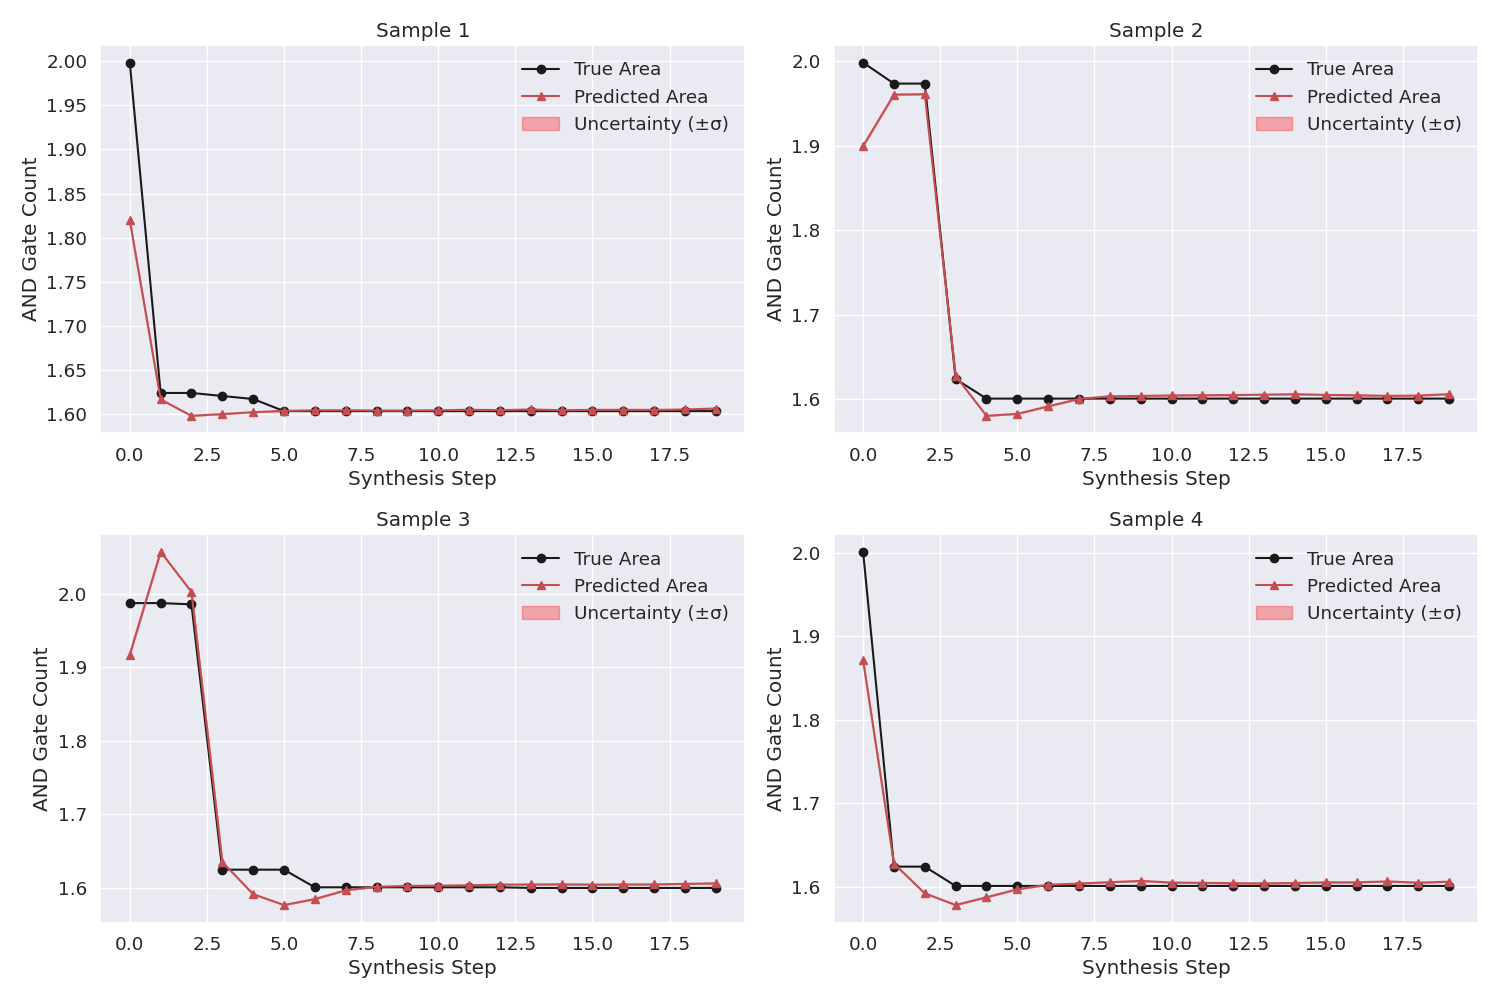 Sample 1
AND Gate Count
2.00
1.95
1.90
1.85
1.80
1.75
1.70
1.65
1.60
True Area
Predicted Area
Uncertainty (±σ)
0.0 2.5 5.0 7.5 10.0 12.5 15.0 17.5
Synthesis Step
Sample 2
AND Gate Count
2.0
1.9
1.8
1.7
1.6
True Area
Predicted Area
Uncertainty (±σ)
0.0 2.5 5.0 7.5 10.0 12.5 15.0 17.5
Synthesis Step
Sample 3
AND Gate Count
2.0
1.9
1.8
1.7
1.6
True Area
Predicted Area
Uncertainty (±σ)
0.0 2.5 5.0 7.5 10.0 12.5 15.0 17.5
Synthesis Step
Sample 4
AND Gate Count
2.0
1.9
1.8
1.7
1.6
True Area
Predicted Area
Uncertainty (±σ)
0.0 2.5 5.0 7.5 10.0 12.5 15.0 17.5
Synthesis Step